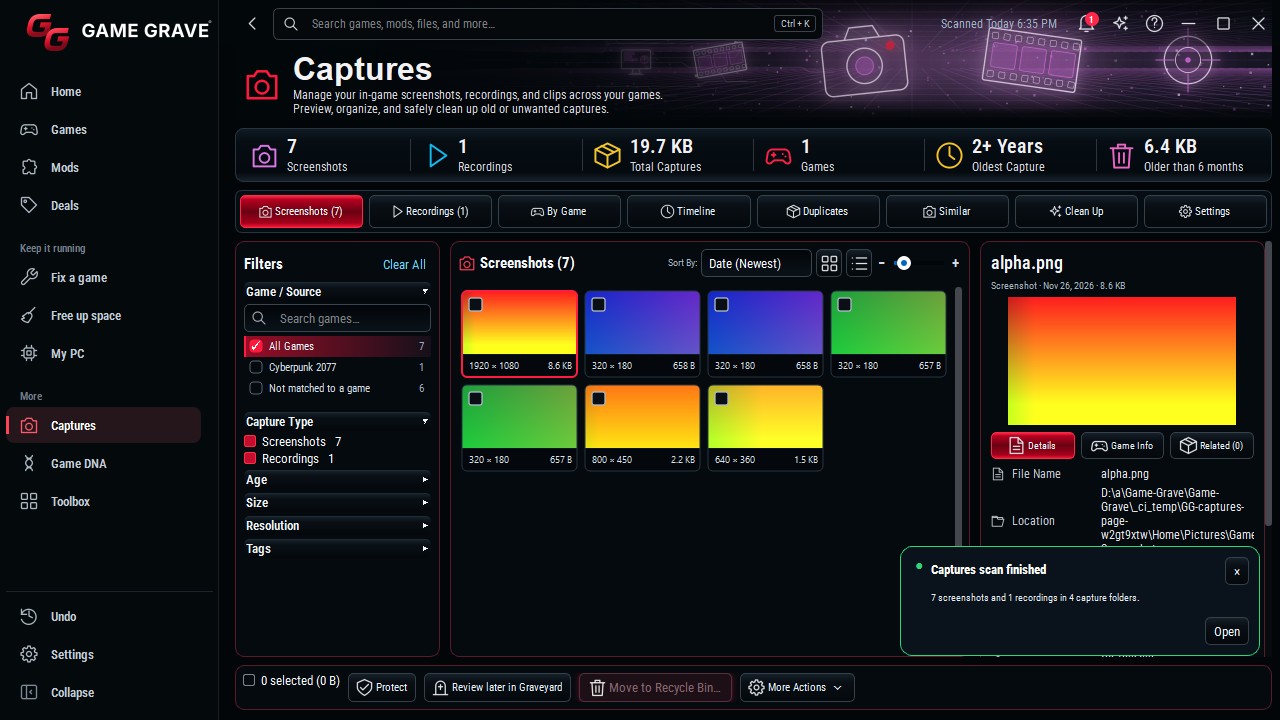 GAME GRAVE
Home
Games
Mods
Deals
Keep it running
Fix a game
Free up space
My PC
More
Captures
Game DNA
Toolbox
Undo
Settings
Collapse
Search games, mods, files, and more...
Ctrl + K
Scanned Today 6:35 PM
1
Captures
Manage your in-game screenshots, recordings, and clips across your games.
Preview, organize, and safely clean up old or unwanted captures.
7
Screenshots
1
Recordings
19.7 KB
Total Captures
1
Games
2+ Years
Oldest Capture
6.4 KB
Older than 6 months
Screenshots (7)
Recordings (1)
By Game
Timeline
Duplicates
Similar
Clean Up
Settings
Filters
Clear All
Game / Source
Search games...
All Games 7
Cyberpunk 2077 1
Not matched to a game 6
Capture Type
Screenshots 7
Recordings 1
Age
Size
Resolution
Tags
Screenshots (7)
Sort By:
Date (Newest)
- +
1920 × 1080 8.6 KB
320 × 180 658 B
320 × 180 658 B
320 × 180 657 B
320 × 180 657 B
800 × 450 2.2 KB
640 × 360 1.5 KB
alpha.png
Screenshot · Nov 26, 2026 · 8.6 KB
Details
Game Info
Related (0)
File Name alpha.png
Location
D:\a\Game-Grave\Game-
Grave\_ci_temp\GG-captures-
page-
w2gt9xtw\Home\Pictures\Game
Captures scan finished
x
7 screenshots and 1 recordings in 4 capture folders.
Open
0 selected (0 B)
Protect
Review later in Graveyard
Move to Recycle Bin...
More Actions